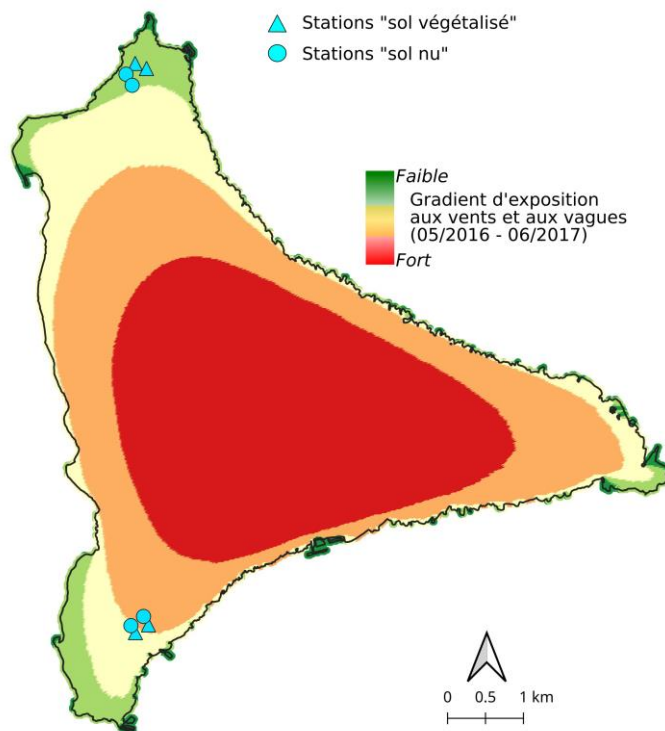 Stations "sol végétalisé"
Stations "sol nu"
Faible
Gradient d'exposition
aux vents et aux vagues
(05/2016 - 06/2017)
Fort
0 0.5 1 km